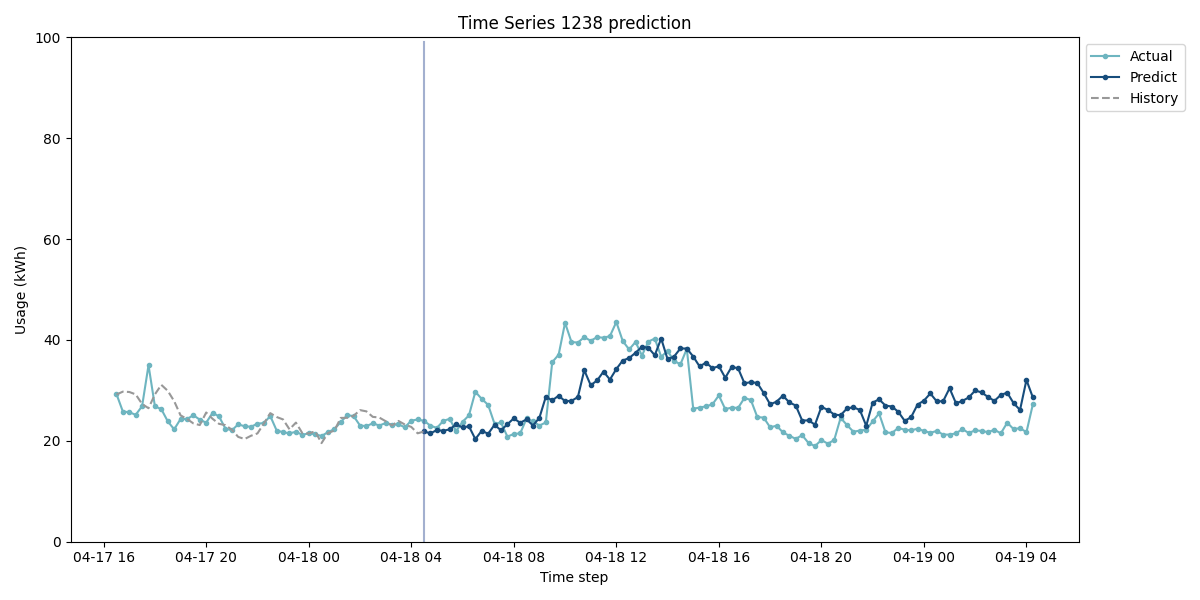 Time Series 1238 prediction
100
80
60
40
20
0
Usage (kWh)
04-17 16
04-17 20
04-18 00
04-18 04
04-18 08
04-18 12
04-18 16
04-18 20
04-19 00
04-19 04
Time step
Actual
Predict
History